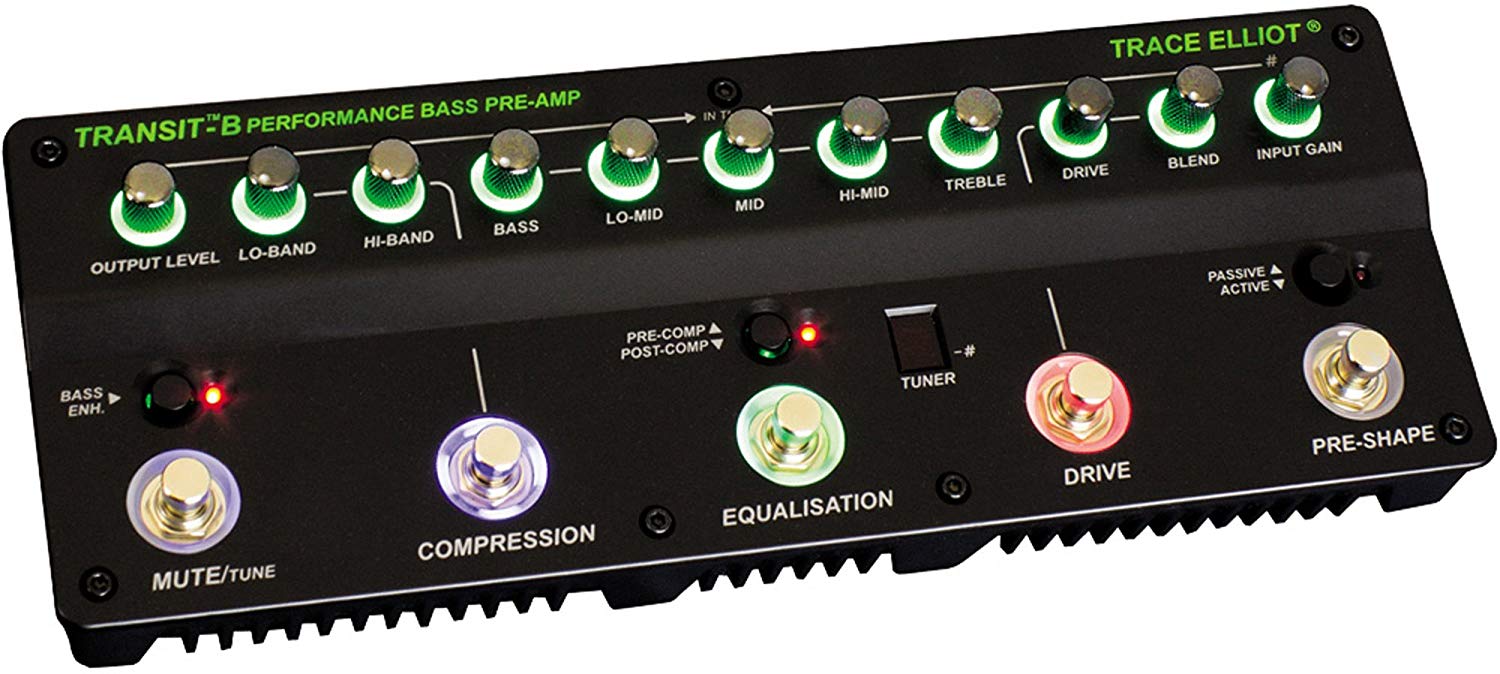 TRACE ELLIOT®
TRANSIT™-B PERFORMANCE BASS PRE-AMP
#
IN
OUTPUT LEVEL
LO-BAND
HI-BAND
BASS
LO-MID
MID
HI-MID
TREBLE
DRIVE
BLEND
INPUT GAIN
PASSIVE ▲
ACTIVE ▼
PRE-COMP ▲
POST-COMP ▼
TUNER
-#
BASS ►
ENH.
MUTE/TUNE
COMPRESSION
EQUALISATION
DRIVE
PRE-SHAPE